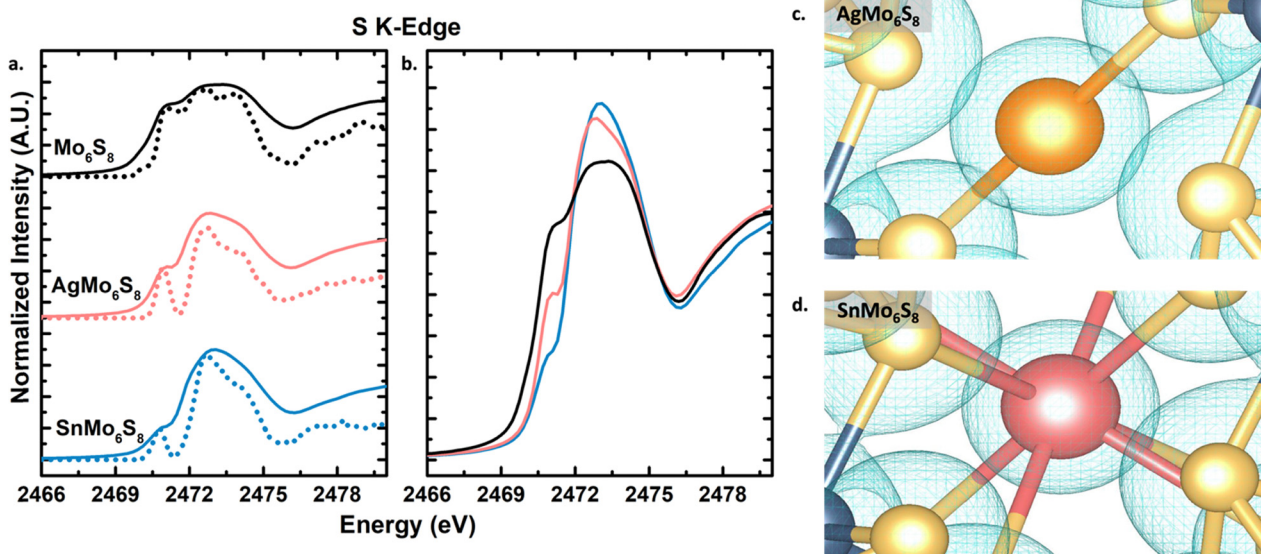 S K-Edge
a.
b.
c.
d.
Normalized Intensity (A.U.)
Mo₆S₈
AgMo₆S₈
SnMo₆S₈
2466 2469 2472 2475 2478
2466 2469 2472 2475 2478
Energy (eV)
AgMo₆S₈
SnMo₆S₈